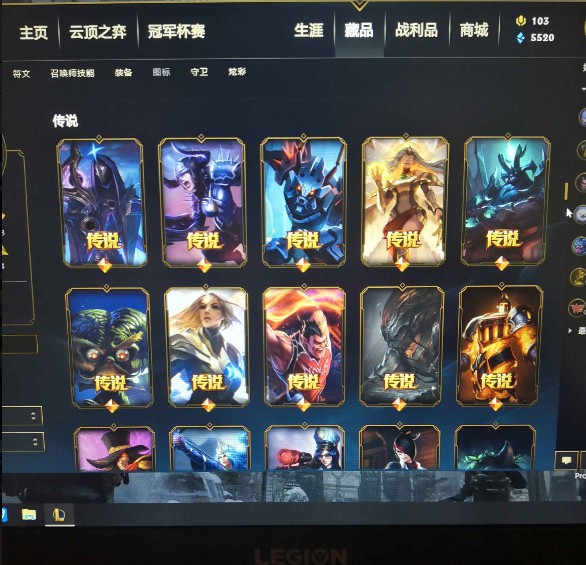 主页 云顶之弈 冠军杯赛 生涯 藏品 战利品 商城 103
5520
符文 召唤师技能 装备 图标 守卫 炫彩
传说
传说 传说 传说 传说 传说
传说 传说 传说 传说 传说
LEGION